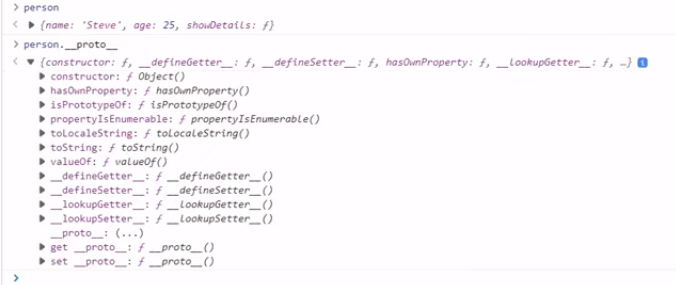 > person
< ▶ {name: 'Steve', age: 25, showDetails: ƒ}
> person.__proto__
< ▼ {constructor: ƒ, __defineGetter__: ƒ, __defineSetter__: ƒ, hasOwnProperty: ƒ, __lookupGetter__: ƒ, …} i
▶ constructor: ƒ Object()
▶ hasOwnProperty: ƒ hasOwnProperty()
▶ isPrototypeOf: ƒ isPrototypeOf()
▶ propertyIsEnumerable: ƒ propertyIsEnumerable()
▶ toLocaleString: ƒ toLocaleString()
▶ toString: ƒ toString()
▶ valueOf: ƒ valueOf()
▶ __defineGetter__: ƒ __defineGetter__()
▶ __defineSetter__: ƒ __defineSetter__()
▶ __lookupGetter__: ƒ __lookupGetter__()
▶ __lookupSetter__: ƒ __lookupSetter__()
__proto__: (...)
▶ get __proto__: ƒ __proto__()
▶ set __proto__: ƒ __proto__()
>